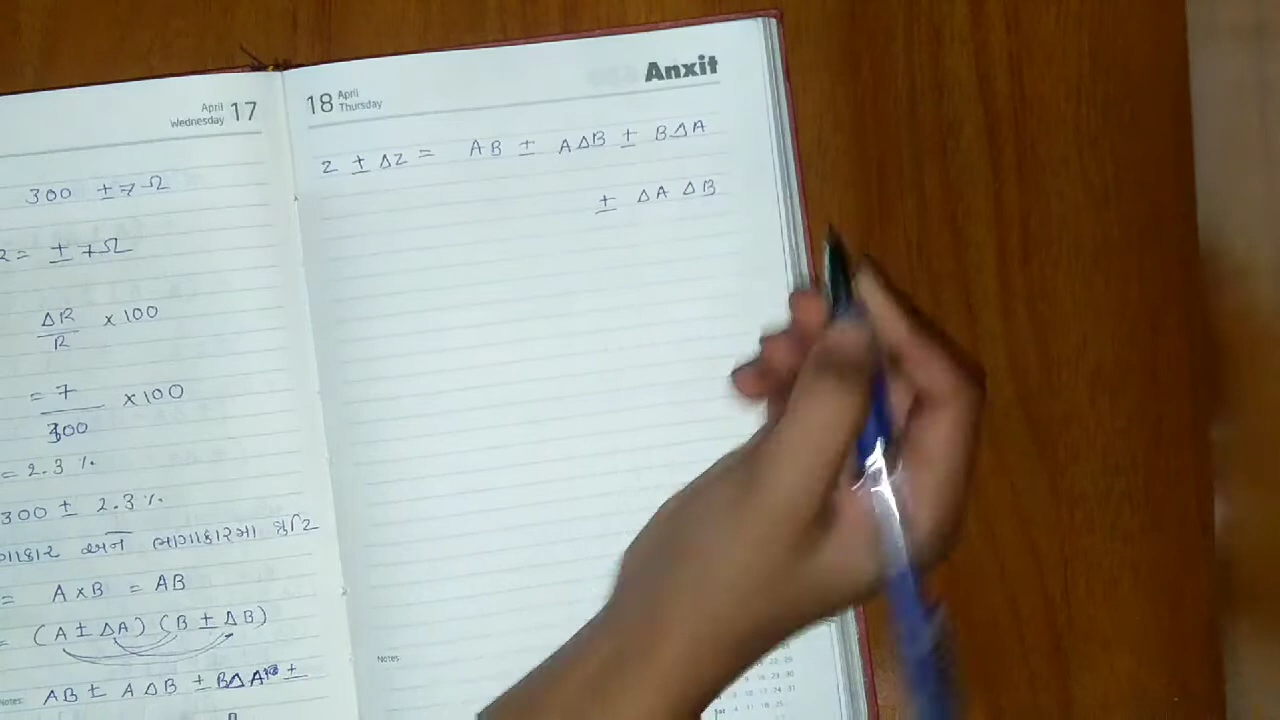 April
Wednesday 17
300 ± 7 Ω
= ± 7Ω
ΔR
R × 100
= 7
300 × 100
= 2.3 %
300 ± 2.3 %
અને ભાગાકારમાં ત્રુટિ
= A × B = AB
= (A ± ΔA) (B ± ΔB)
Notes: AB ± AΔB ± BΔA ±
18 April
Thursday
Anxit
Z ± ΔZ = AB ± AΔB ± BΔA
± ΔA ΔB
Notes